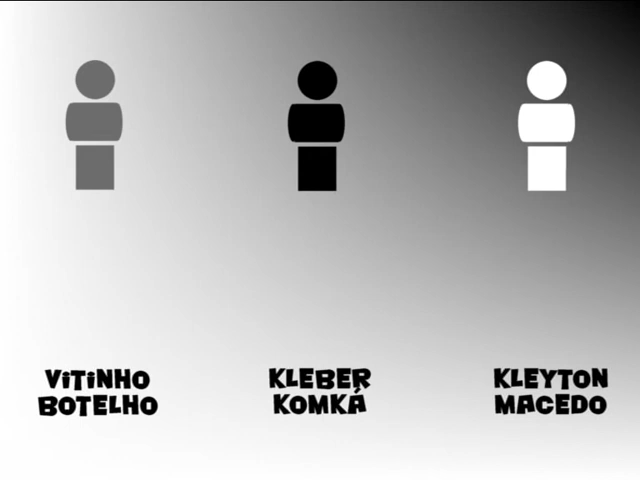 ViTiNHO
BOTELHO
KLEBER
KOMKÁ
KLEYTON
MACEDO